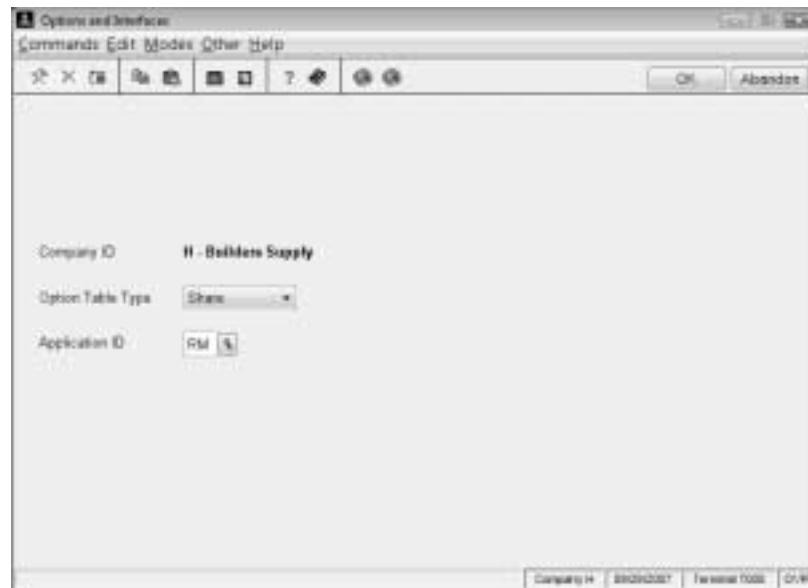 Options and Interfaces
Commands Edit Modes Other Help
? OK Abandon
Company ID H - Builders Supply
Option Table Type Share
Application ID RM
Company H Terminal T000